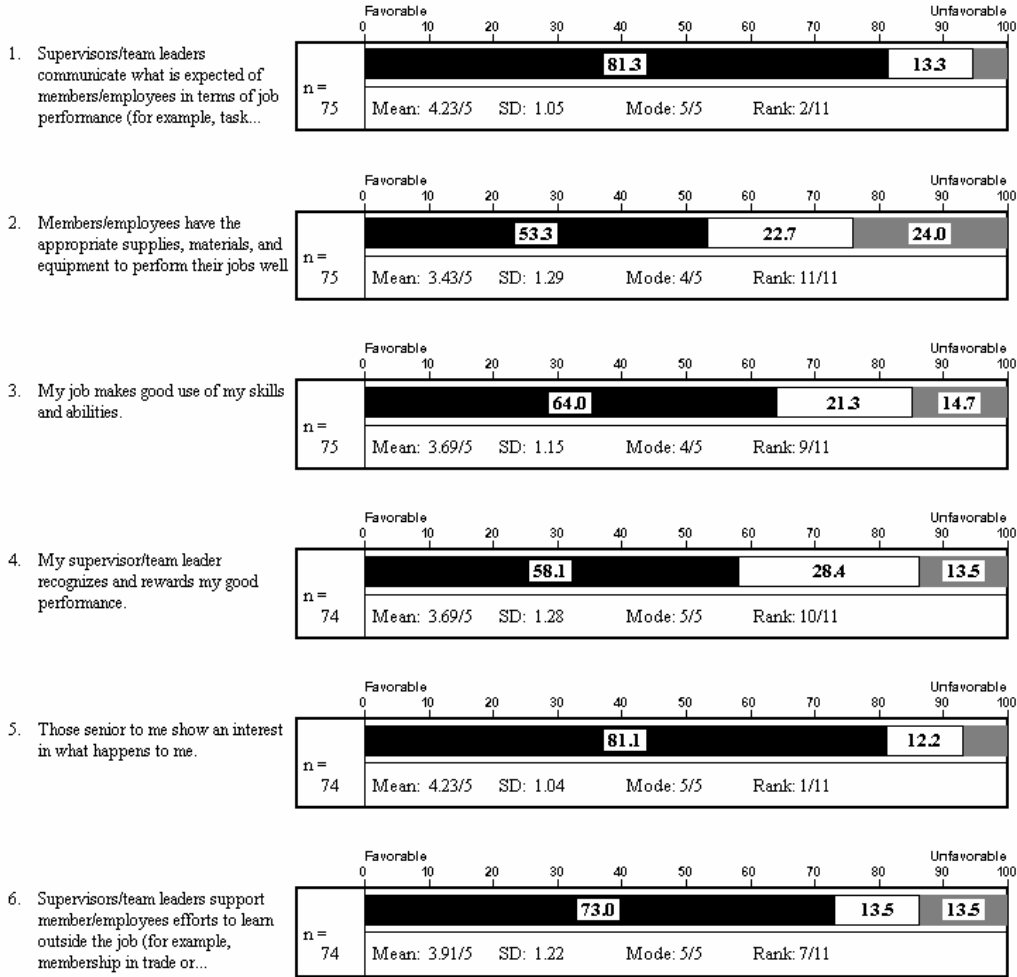 Favorable Unfavorable
0 10 20 30 40 50 60 70 80 90 100
1. Supervisors/team leaders
communicate what is expected of
members/employees in terms of job
performance (for example, task...
81.3 13.3
n =
75 Mean: 4.23/5 SD: 1.05 Mode: 5/5 Rank: 2/11
Favorable Unfavorable
0 10 20 30 40 50 60 70 80 90 100
2. Members/employees have the
appropriate supplies, materials, and
equipment to perform their jobs well
53.3 22.7 24.0
n =
75 Mean: 3.43/5 SD: 1.29 Mode: 4/5 Rank: 11/11
Favorable Unfavorable
0 10 20 30 40 50 60 70 80 90 100
3. My job makes good use of my skills
and abilities.
64.0 21.3 14.7
n =
75 Mean: 3.69/5 SD: 1.15 Mode: 4/5 Rank: 9/11
Favorable Unfavorable
0 10 20 30 40 50 60 70 80 90 100
4. My supervisor/team leader
recognizes and rewards my good
performance.
58.1 28.4 13.5
n =
74 Mean: 3.69/5 SD: 1.28 Mode: 5/5 Rank: 10/11
Favorable Unfavorable
0 10 20 30 40 50 60 70 80 90 100
5. Those senior to me show an interest
in what happens to me.
81.1 12.2
n =
74 Mean: 4.23/5 SD: 1.04 Mode: 5/5 Rank: 1/11
Favorable Unfavorable
0 10 20 30 40 50 60 70 80 90 100
6. Supervisors/team leaders support
member/employees efforts to learn
outside the job (for example,
membership in trade or...
73.0 13.5 13.5
n =
74 Mean: 3.91/5 SD: 1.22 Mode: 5/5 Rank: 7/11